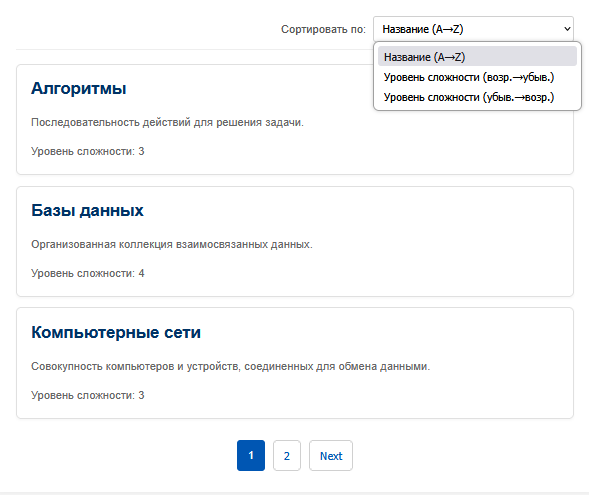 Сортировать по: Название (A→Z)
Название (A→Z)
Уровень сложности (возр.→убыв.)
Уровень сложности (убыв.→возр.)
Алгоритмы
Последовательность действий для решения задачи.
Уровень сложности: 3
Базы данных
Организованная коллекция взаимосвязанных данных.
Уровень сложности: 4
Компьютерные сети
Совокупность компьютеров и устройств, соединенных для обмена данными.
Уровень сложности: 3
1 2 Next